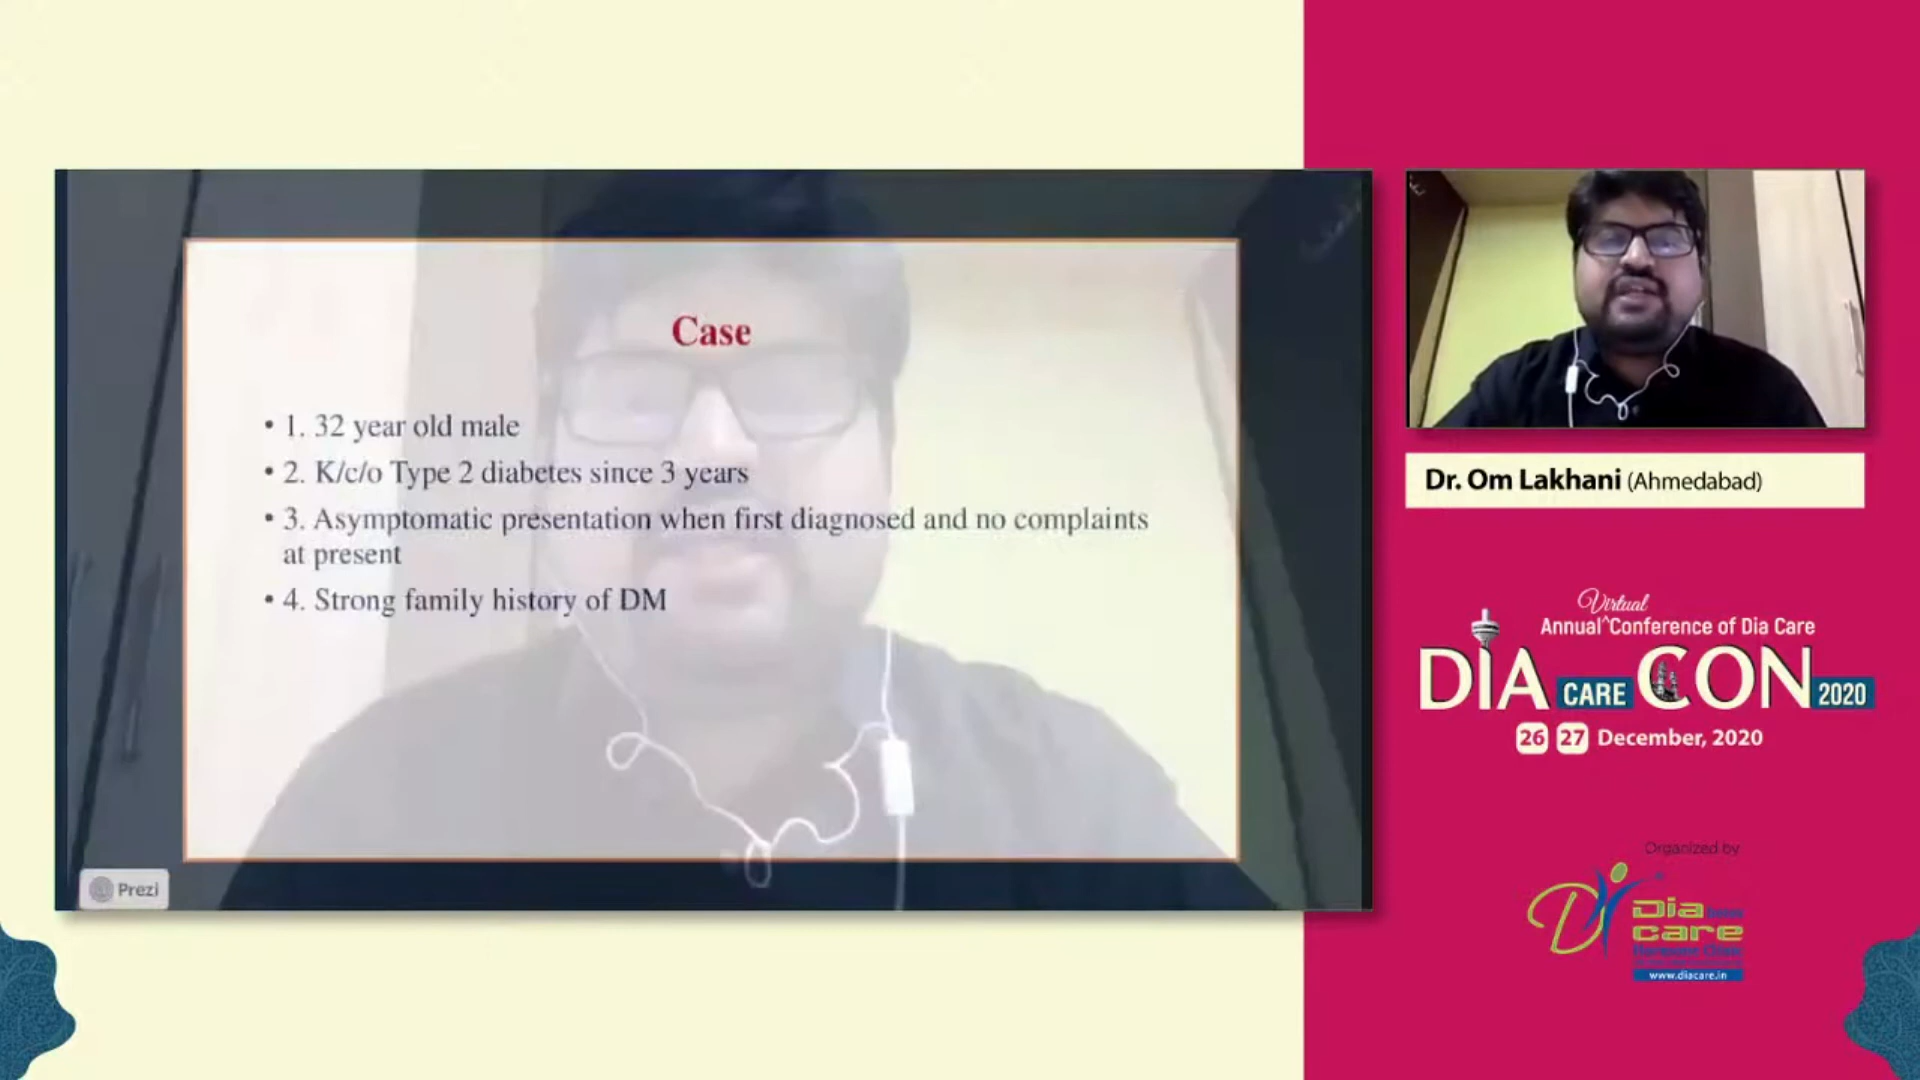 Case
• 1. 32 year old male
• 2. K/c/o Type 2 diabetes since 3 years
• 3. Asymptomatic presentation when first diagnosed and no complaints
at present
• 4. Strong family history of DM
Prezi
Dr. Om Lakhani (Ahmedabad)
Virtual
Annual^Conference of Dia Care
DIA CARE CON 2020
26 27 December, 2020
Organized by
Dia
care
www.diacare.in